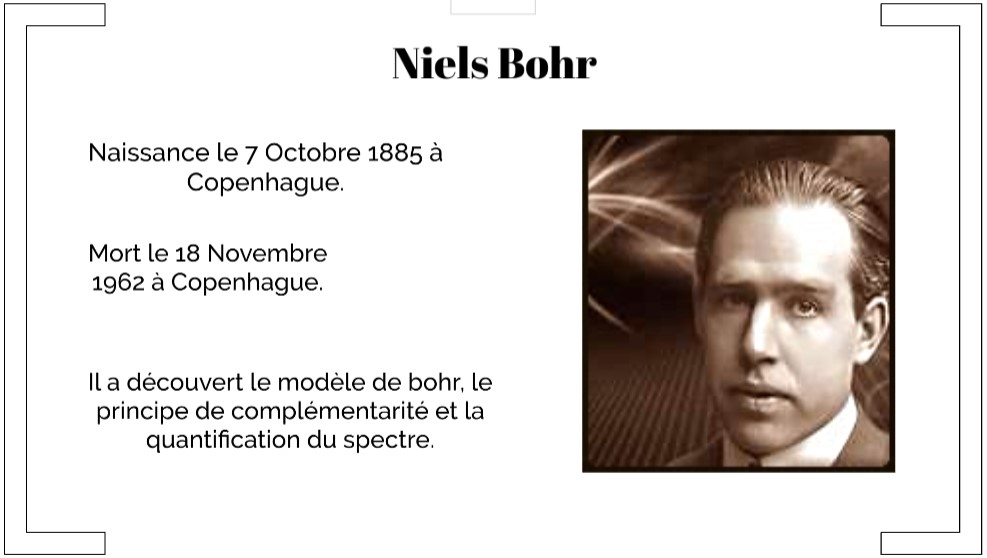 Niels Bohr
Naissance le 7 Octobre 1885 à
Copenhague.
Mort le 18 Novembre
1962 à Copenhague.
Il a découvert le modèle de bohr, le
principe de complémentarité et la
quantification du spectre.